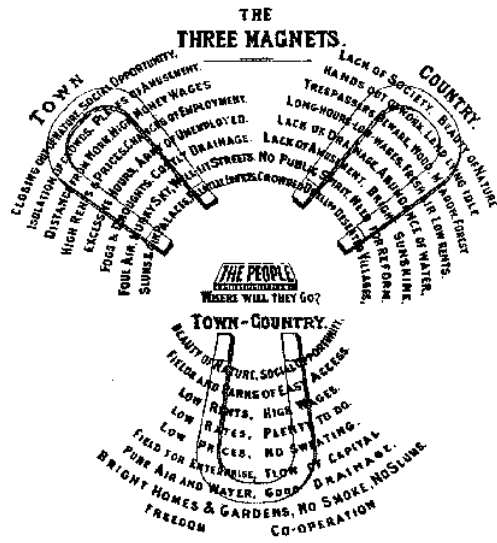 THE
THREE MAGNETS.
TOWN
CLOSING OUT OF NATURE. SOCIAL OPPORTUNITY.
ISOLATION OF CROWDS. PLACES OF AMUSEMENT.
DISTANCE FROM WORK. HIGH MONEY WAGES
HIGH RENTS & PRICES. CHANCES OF EMPLOYMENT.
EXCESSIVE HOURS. ARMY OF UNEMPLOYED.
FOGS & DROUGHTS. COSTLY DRAINAGE.
FOUL AIR. MURKY SKY. WELL-LIT STREETS.
SLUMS & GIN PALACES. PALATIAL EDIFICES.
COUNTRY.
LACK OF SOCIETY. BEAUTY OF NATURE
HANDS OUT OF WORK. LAND LYING IDLE
TRESPASSERS BEWARE. WOOD, MEADOW, FOREST
LONG HOURS-LOW WAGES. FRESH AIR LOW RENTS.
LACK OF DRAINAGE. ABUNDANCE OF WATER.
LACK OF AMUSEMENT. BRIGHT SUNSHINE.
NO PUBLIC SPIRIT. NEED FOR REFORM.
CROWDED DWELLINGS. DESERTED VILLAGES,
THE PEOPLE
WHERE WILL THEY GO?
TOWN-COUNTRY.
BEAUTY OF NATURE, SOCIAL OPPORTUNITY.
FIELDS AND PARKS OF EASY ACCESS.
LOW RENTS, HIGH WAGES.
LOW RATES, PLENTY TO DO.
LOW PRICES, NO SWEATING.
FIELD FOR ENTERPRISE, FLOW OF CAPITAL
PURE AIR AND WATER, GOOD DRAINAGE,
BRIGHT HOMES & GARDENS, NO SMOKE, NO SLUMS.
FREEDOM CO-OPERATION